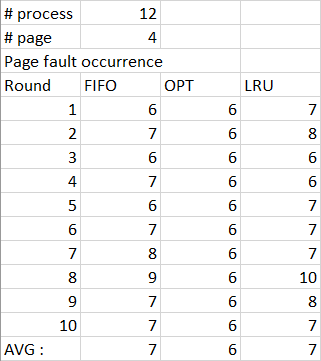 # process 12
# page 4
Page fault occurrence
Round FIFO OPT LRU
1 6 6 7
2 7 6 8
3 6 6 6
4 7 6 6
5 6 6 7
6 7 6 7
7 8 6 7
8 9 6 10
9 7 6 8
10 7 6 7
AVG : 7 6 7